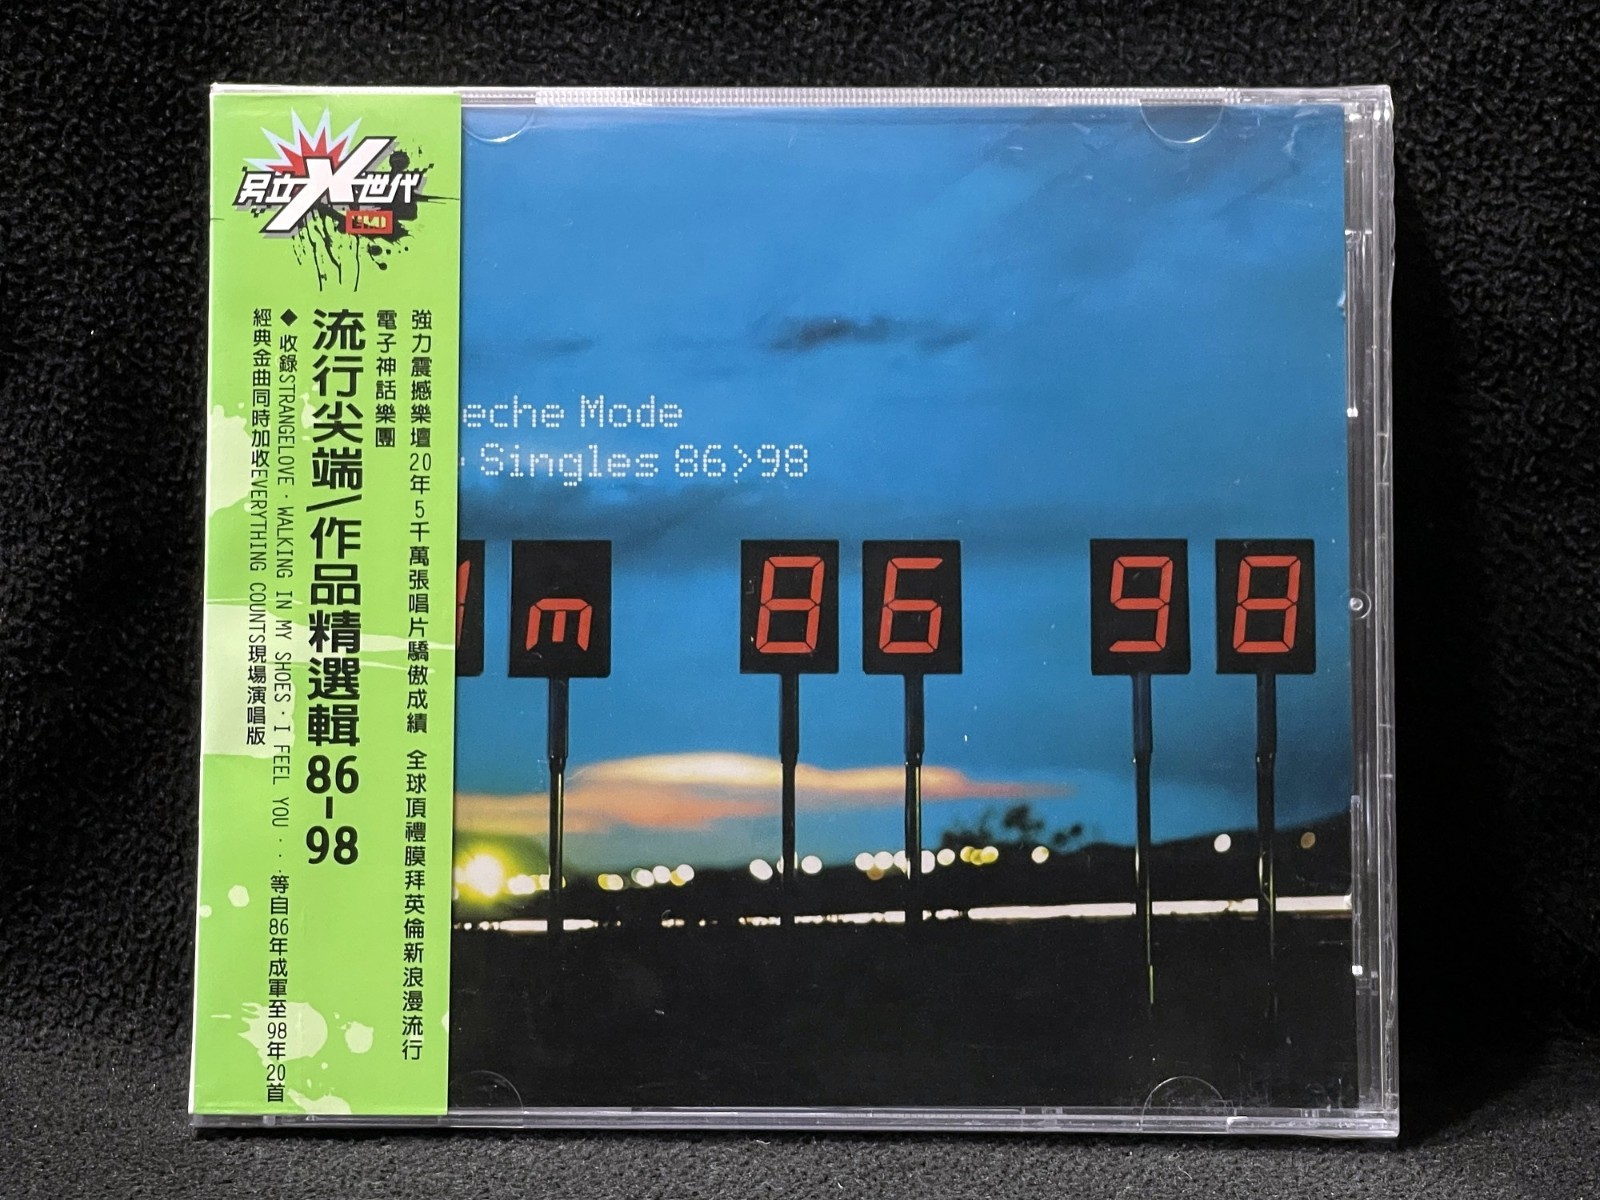 另立X世代
EMI
強力震撼樂壇20年5千萬張唱片驕傲成績 全球頂禮膜拜英倫新浪漫流行
電子神話樂團
流行尖端/作品精選輯86-98
◆收錄STRANGELOVE·WALKING IN MY SHOES·I FEEL YOU...等自86年成軍至98年20首
經典金曲同時加收EVERYTHING COUNTS現場演唱版
eche Mode
Singles 86>98
m 86 98